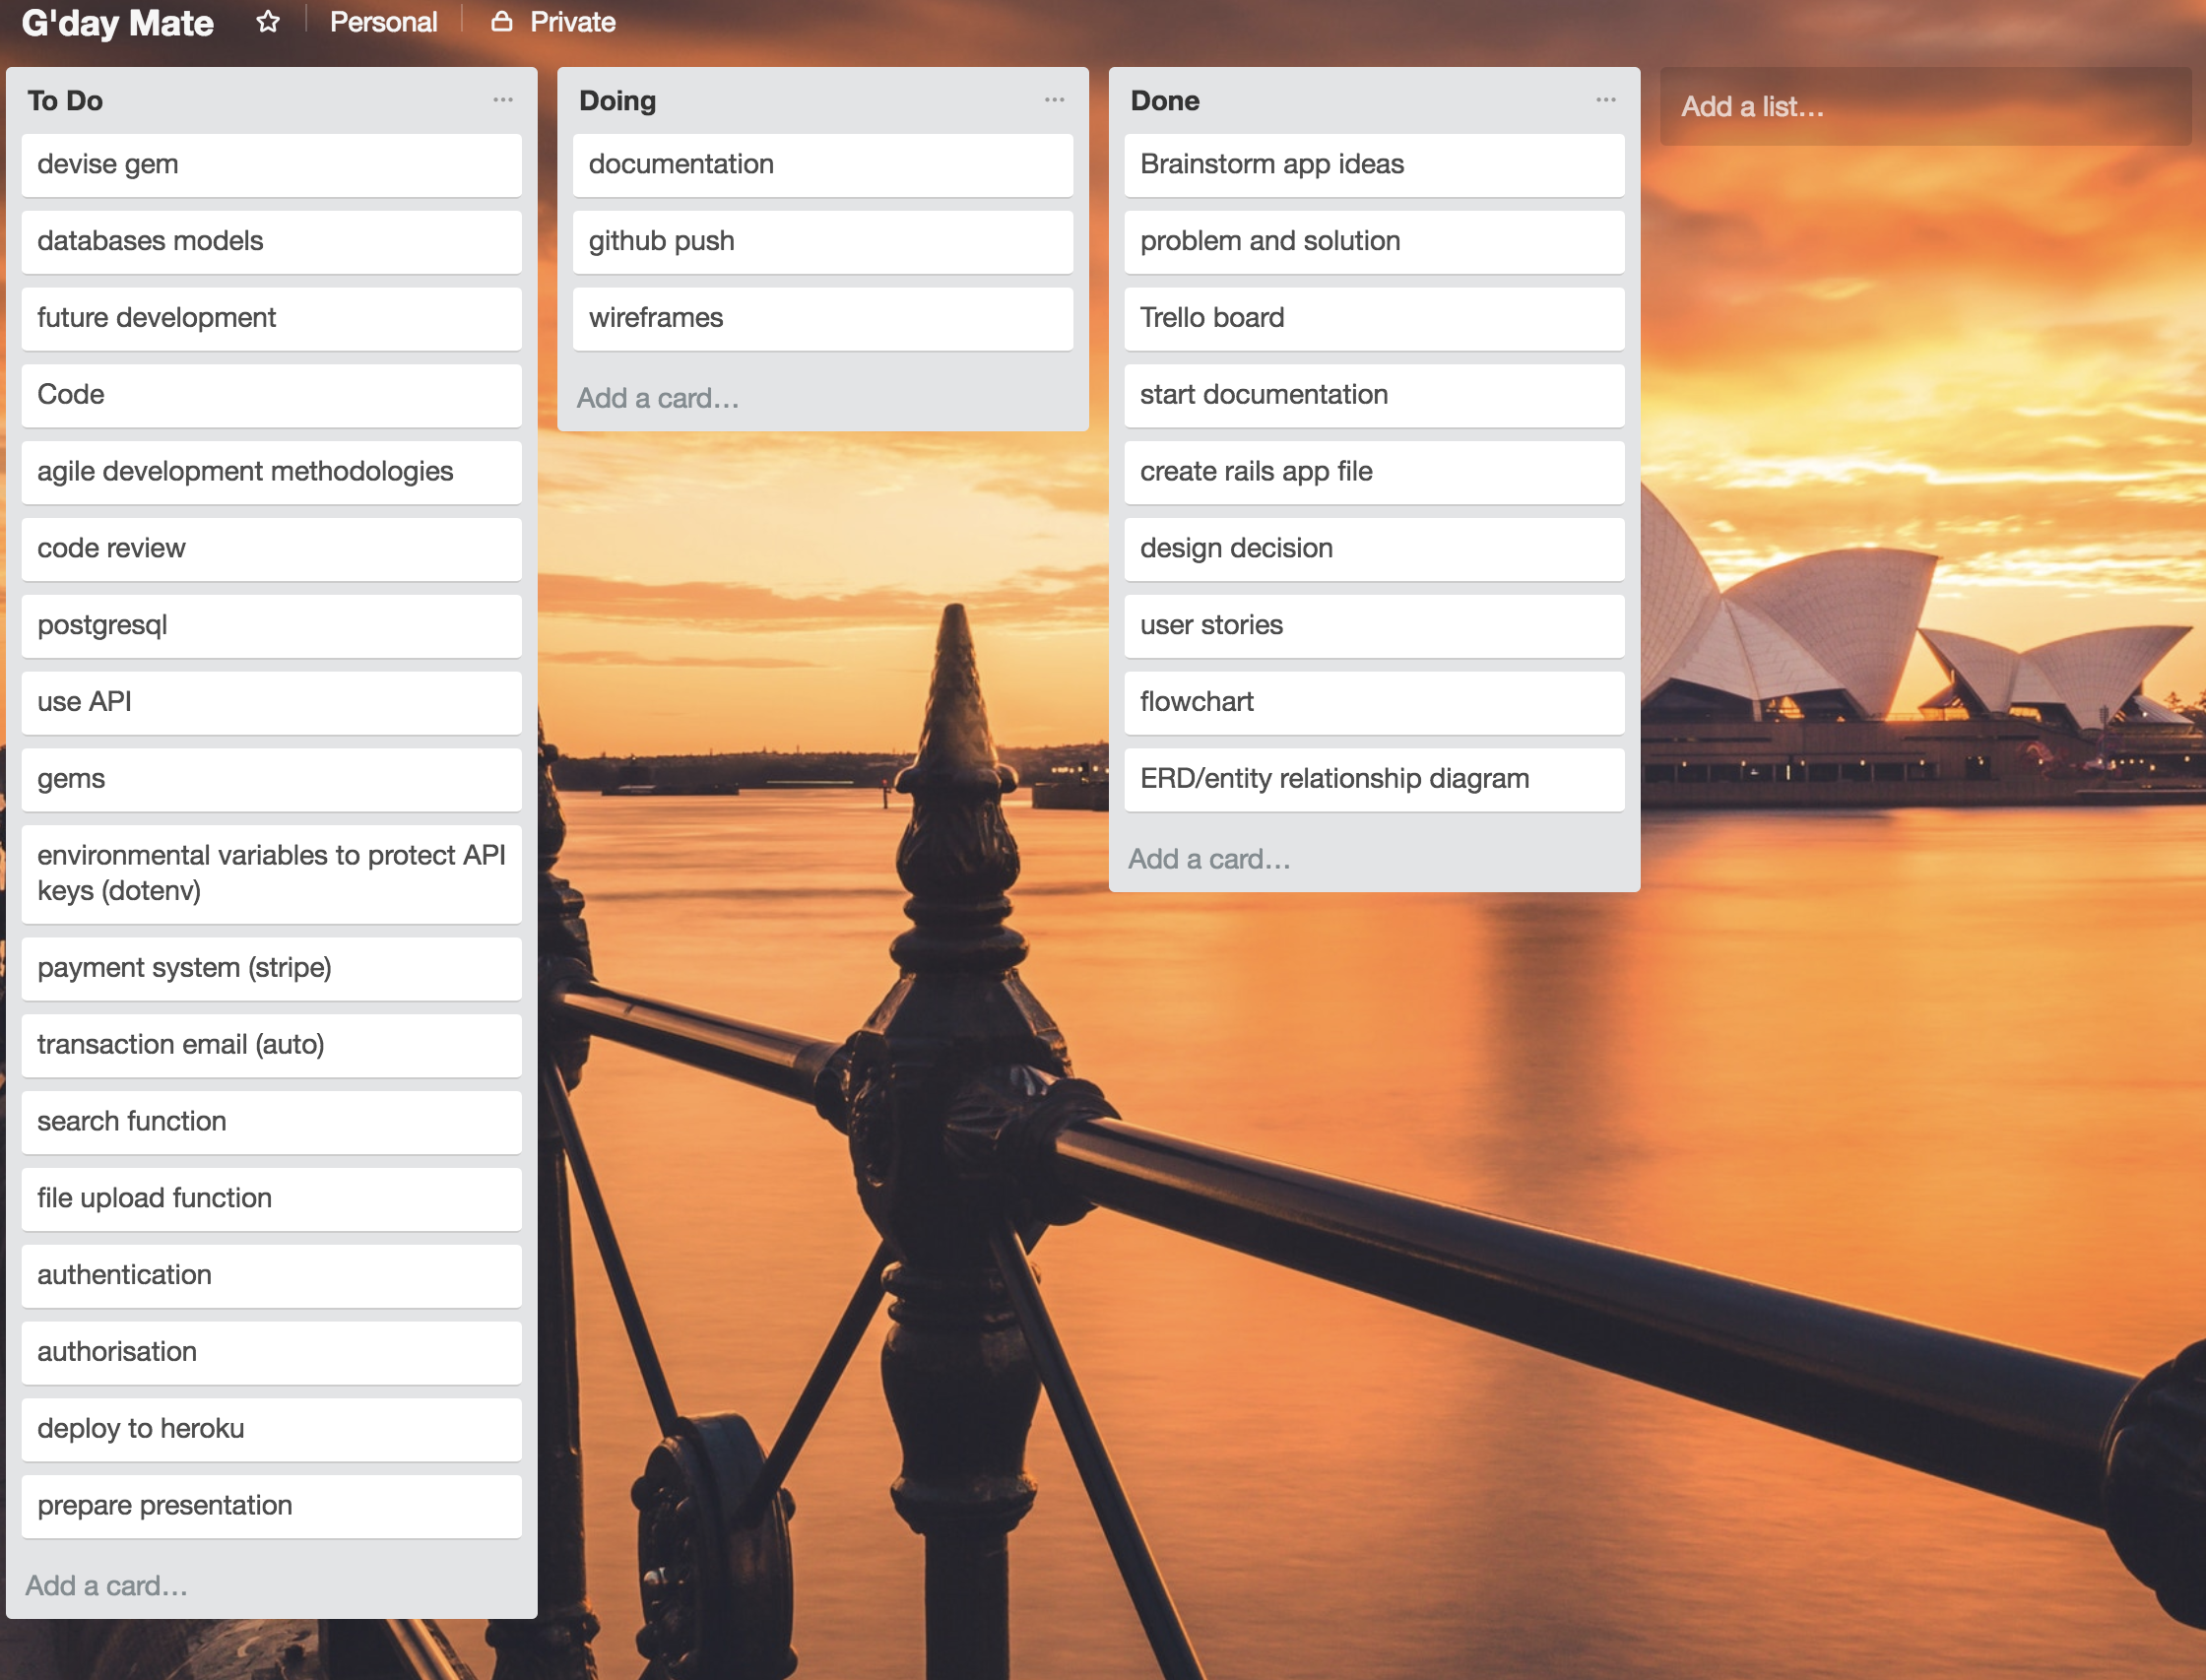 G'day Mate
Personal
Private
To Do
devise gem
databases models
future development
Code
agile development methodologies
code review
postgresql
use API
gems
environmental variables to protect API
keys (dotenv)
payment system (stripe)
transaction email (auto)
search function
file upload function
authentication
authorisation
deploy to heroku
prepare presentation
Add a card…
Doing
documentation
github push
wireframes
Add a card…
Done
Brainstorm app ideas
problem and solution
Trello board
start documentation
create rails app file
design decision
user stories
flowchart
ERD/entity relationship diagram
Add a card…
Add a list…